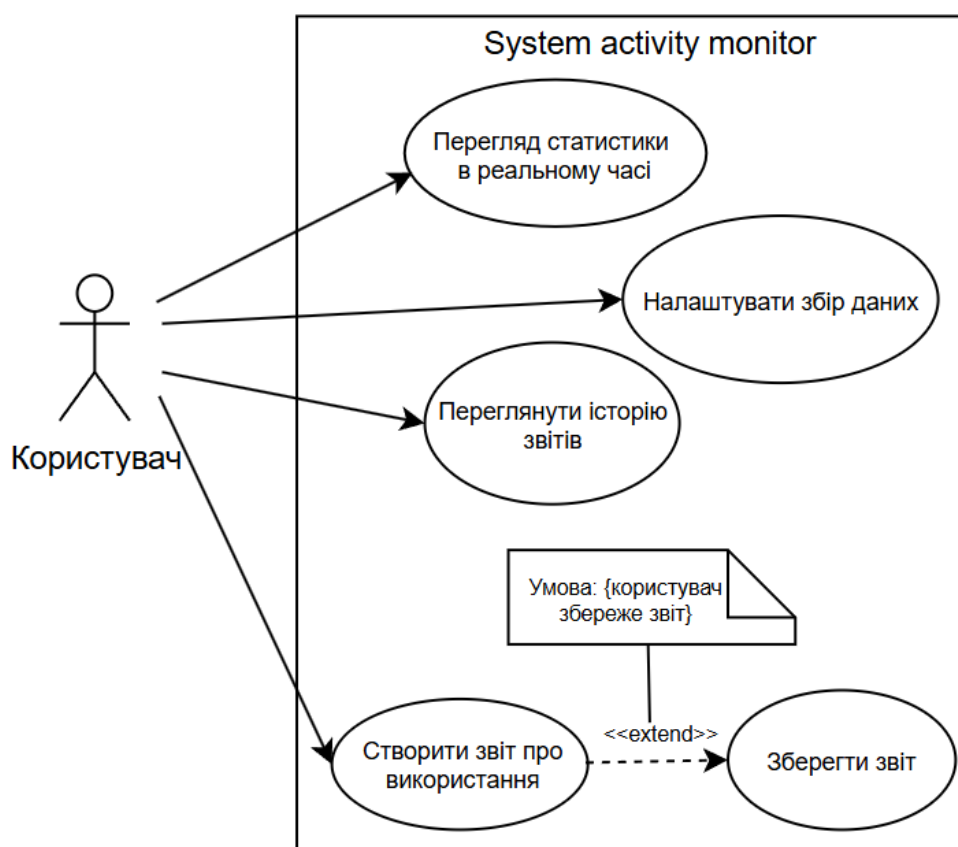 System activity monitor
Перегляд статистики
в реальному часі
Налаштувати збір даних
Переглянути історію
звітів
Користувач
Умова: {користувач
збереже звіт}
<<extend>>
Створити звіт про
використання
Зберегти звіт